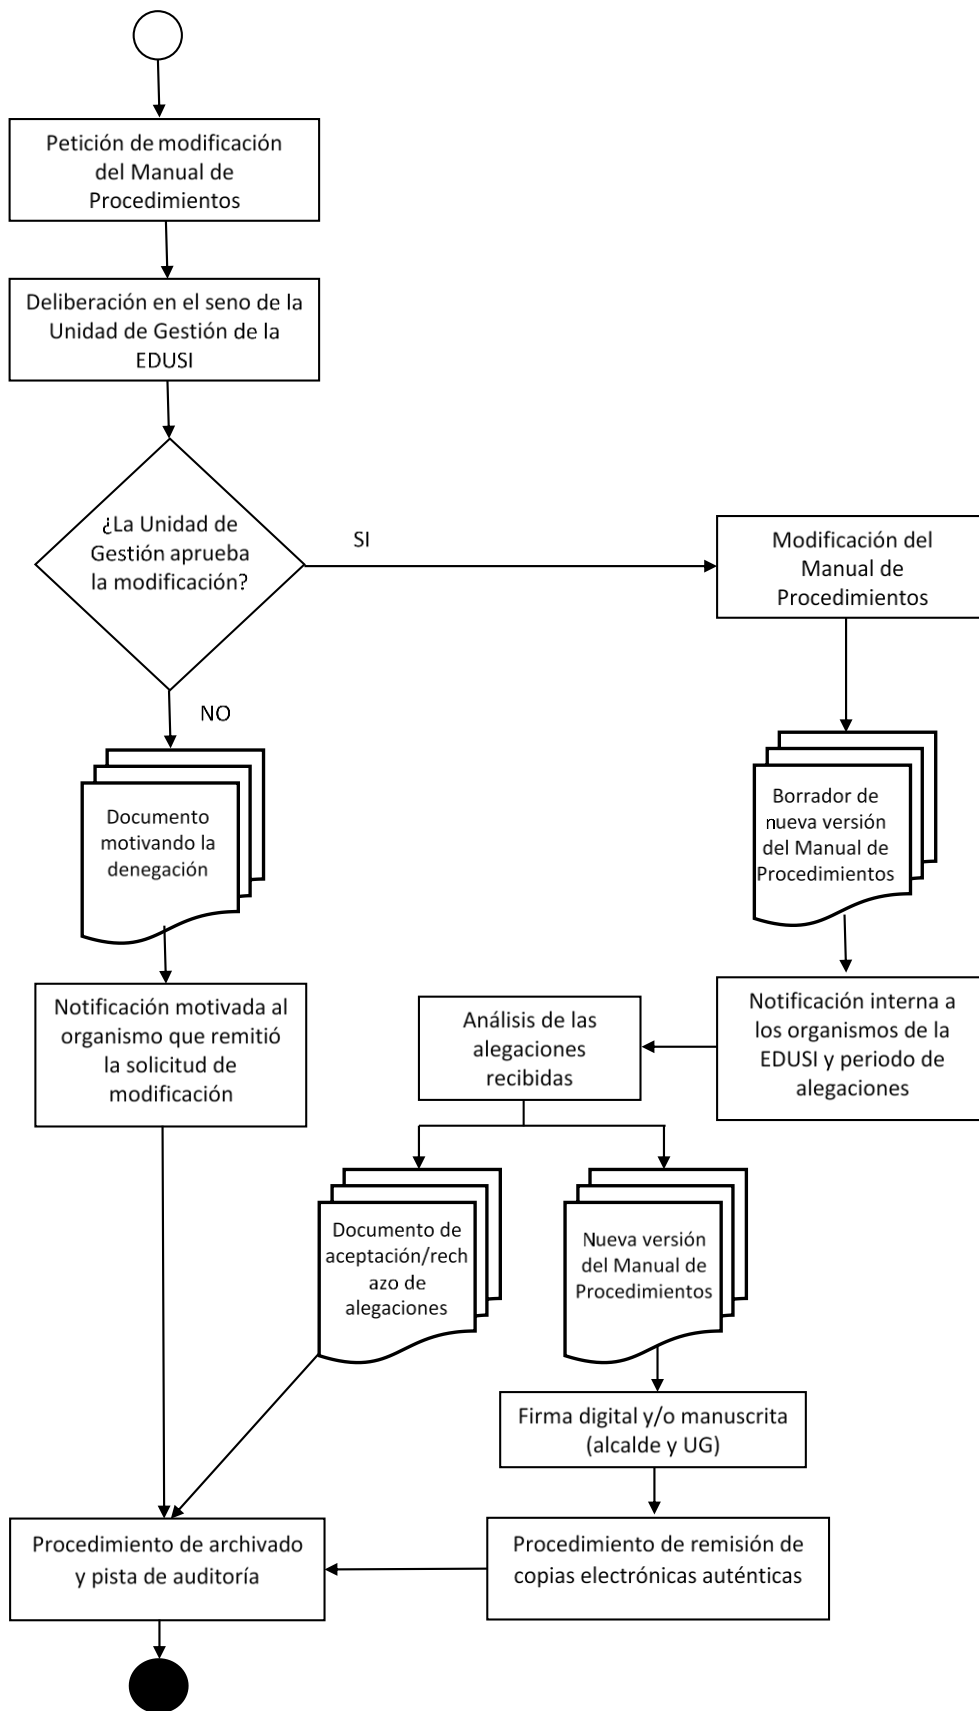 Petición de modificación
del Manual de
Procedimientos
Deliberación en el seno de la
Unidad de Gestión de la
EDUSI
¿La Unidad de
Gestión aprueba
la modificación?
SI
Modificación del
Manual de
Procedimientos
NO
Documento
motivando la
denegación
Borrador de
nueva versión
del Manual de
Procedimientos
Notificación motivada al
organismo que remitió
la solicitud de
modificación
Notificación interna a
los organismos de la
EDUSI y periodo de
alegaciones
Análisis de las
alegaciones
recibidas
Documento de
aceptación/rech
azo de
alegaciones
Nueva versión
del Manual de
Procedimientos
Firma digital y/o manuscrita
(alcalde y UG)
Procedimiento de archivado
y pista de auditoría
Procedimiento de remisión de
copias electrónicas auténticas